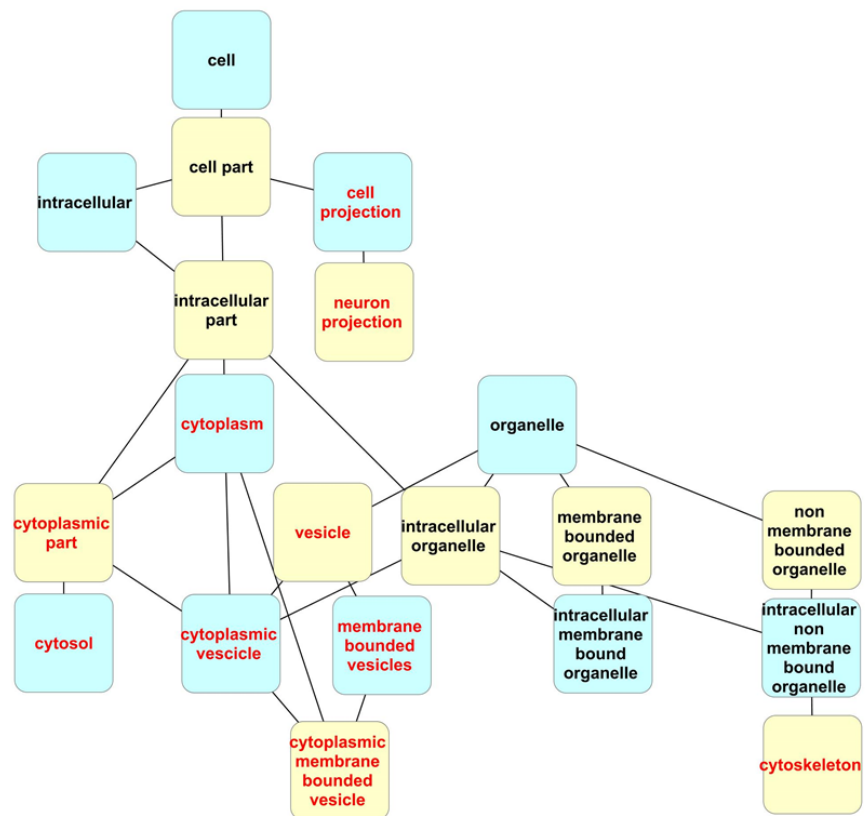 cell
cell part
intracellular
cell
projection
intracellular
part
neuron
projection
cytoplasm
organelle
cytoplasmic
part
vesicle
intracellular
organelle
membrane
bounded
organelle
non
membrane
bounded
organelle
cytosol
cytoplasmic
vescicle
membrane
bounded
vesicles
intracellular
membrane
bound
organelle
intracellular
non
membrane
bound
organelle
cytoplasmic
membrane
bounded
vesicle
cytoskeleton